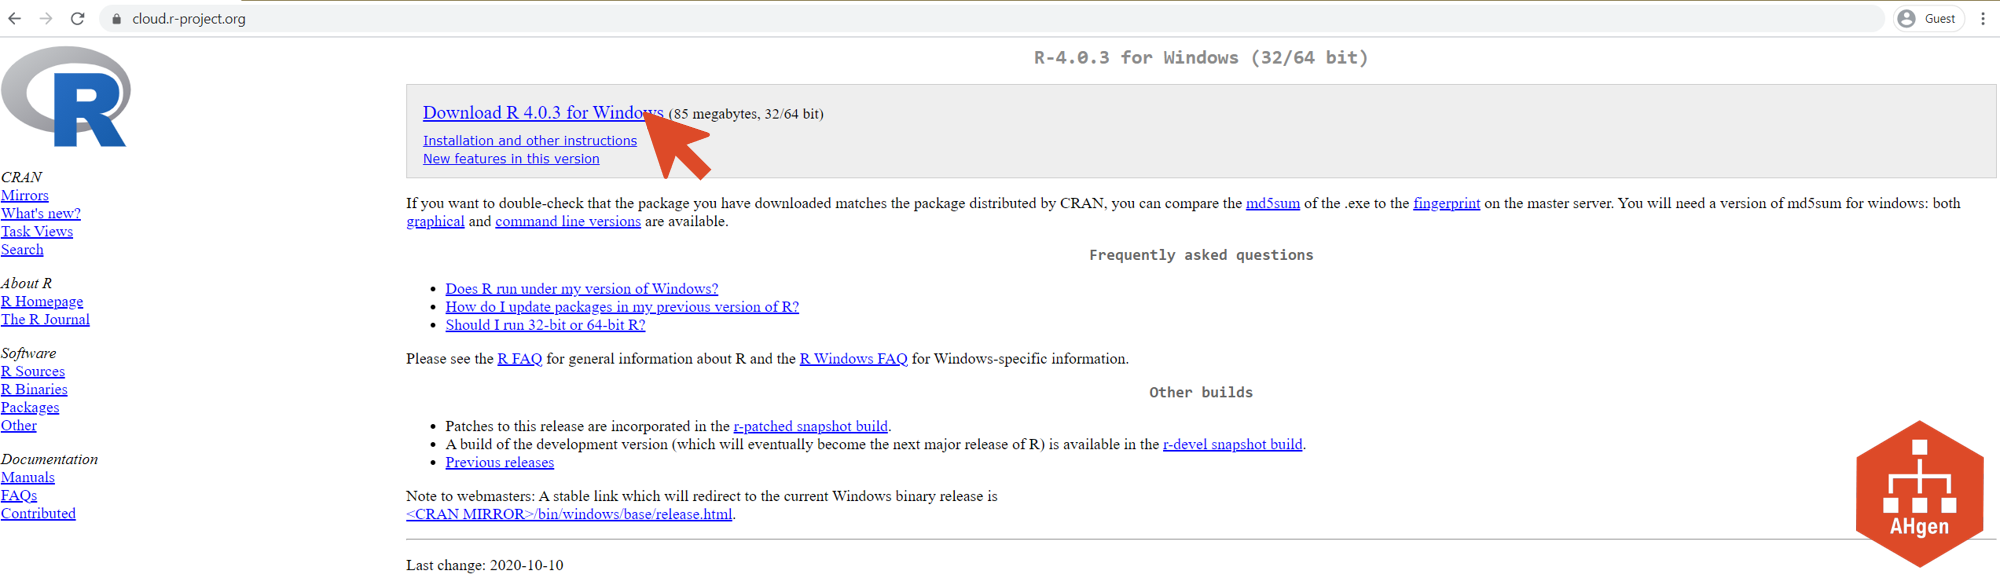 cloud.r-project.org
Guest
R
CRAN
Mirrors
What's new?
Task Views
Search
About R
R Homepage
The R Journal
Software
R Sources
R Binaries
Packages
Other
Documentation
Manuals
FAQs
Contributed
R-4.0.3 for Windows (32/64 bit)
Download R 4.0.3 for Windows (85 megabytes, 32/64 bit)
Installation and other instructions
New features in this version
If you want to double-check that the package you have downloaded matches the package distributed by CRAN, you can compare the md5sum of the .exe to the fingerprint on the master server. You will need a version of md5sum for windows: both
graphical and command line versions are available.
Frequently asked questions
Does R run under my version of Windows?
How do I update packages in my previous version of R?
Should I run 32-bit or 64-bit R?
Please see the R FAQ for general information about R and the R Windows FAQ for Windows-specific information.
Other builds
Patches to this release are incorporated in the r-patched snapshot build.
A build of the development version (which will eventually become the next major release of R) is available in the r-devel snapshot build.
Previous releases
Note to webmasters: A stable link which will redirect to the current Windows binary release is
<CRAN MIRROR>/bin/windows/base/release.html.
Last change: 2020-10-10
AHgen